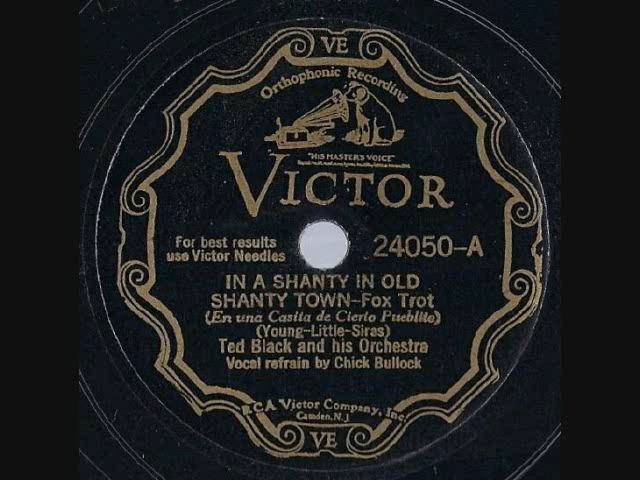 VE
Orthophonic Recording
"HIS MASTER'S VOICE"
VICTOR
For best results
use Victor Needles
24050-A
IN A SHANTY IN OLD
SHANTY TOWN—Fox Trot
(En una Casita de Cierto Pueblito)
(Young-Little-Siras)
Ted Black and his Orchestra
Vocal refrain by Chick Bullock
RCA Victor Company, Inc.
Camden, N.J
VE